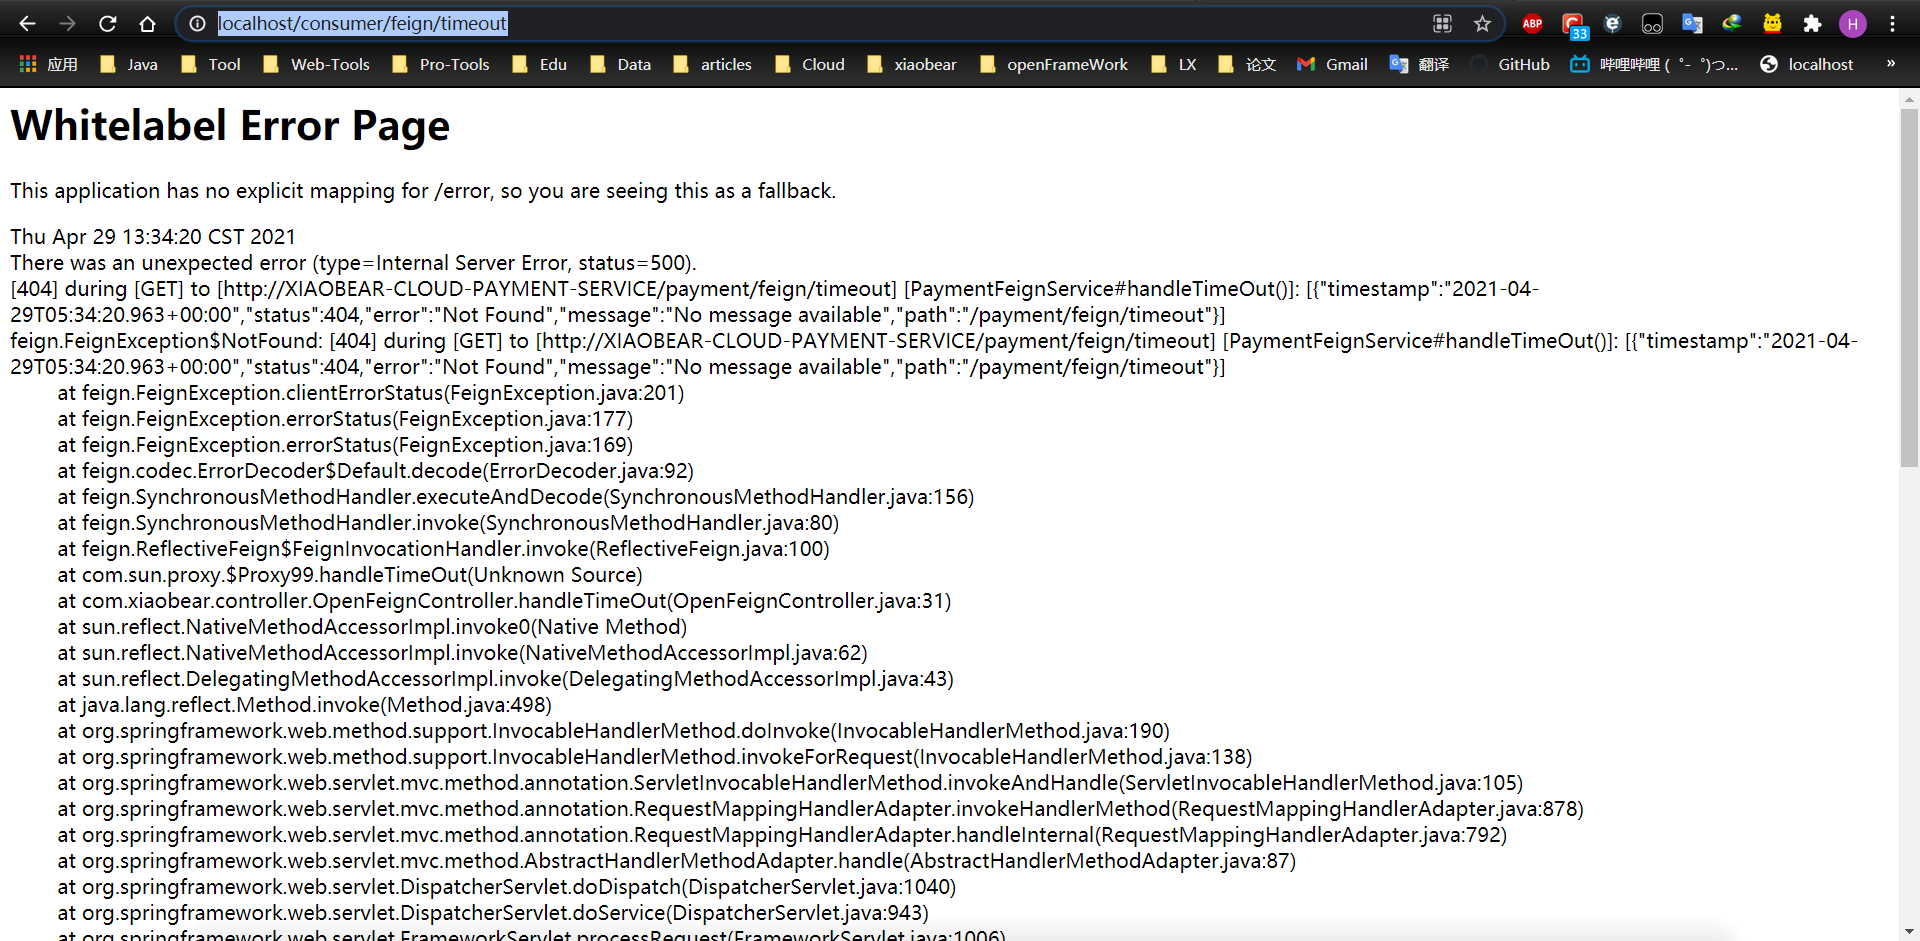 localhost/consumer/feign/timeout
ABP
33
H
应用 Java Tool Web-Tools Pro-Tools Edu Data articles Cloud xiaobear openFrameWork LX 论文 Gmail 翻译 GitHub 哔哩哔哩 ( ゜- ゜)つ... localhost »
Whitelabel Error Page
This application has no explicit mapping for /error, so you are seeing this as a fallback.
Thu Apr 29 13:34:20 CST 2021
There was an unexpected error (type=Internal Server Error, status=500).
[404] during [GET] to [http://XIAOBEAR-CLOUD-PAYMENT-SERVICE/payment/feign/timeout] [PaymentFeignService#handleTimeOut()]: [{"timestamp":"2021-04-
29T05:34:20.963+00:00","status":404,"error":"Not Found","message":"No message available","path":"/payment/feign/timeout"}]
feign.FeignException$NotFound: [404] during [GET] to [http://XIAOBEAR-CLOUD-PAYMENT-SERVICE/payment/feign/timeout] [PaymentFeignService#handleTimeOut()]: [{"timestamp":"2021-04-
29T05:34:20.963+00:00","status":404,"error":"Not Found","message":"No message available","path":"/payment/feign/timeout"}]
at feign.FeignException.clientErrorStatus(FeignException.java:201)
at feign.FeignException.errorStatus(FeignException.java:177)
at feign.FeignException.errorStatus(FeignException.java:169)
at feign.codec.ErrorDecoder$Default.decode(ErrorDecoder.java:92)
at feign.SynchronousMethodHandler.executeAndDecode(SynchronousMethodHandler.java:156)
at feign.SynchronousMethodHandler.invoke(SynchronousMethodHandler.java:80)
at feign.ReflectiveFeign$FeignInvocationHandler.invoke(ReflectiveFeign.java:100)
at com.sun.proxy.$Proxy99.handleTimeOut(Unknown Source)
at com.xiaobear.controller.OpenFeignController.handleTimeOut(OpenFeignController.java:31)
at sun.reflect.NativeMethodAccessorImpl.invoke0(Native Method)
at sun.reflect.NativeMethodAccessorImpl.invoke(NativeMethodAccessorImpl.java:62)
at sun.reflect.DelegatingMethodAccessorImpl.invoke(DelegatingMethodAccessorImpl.java:43)
at java.lang.reflect.Method.invoke(Method.java:498)
at org.springframework.web.method.support.InvocableHandlerMethod.doInvoke(InvocableHandlerMethod.java:190)
at org.springframework.web.method.support.InvocableHandlerMethod.invokeForRequest(InvocableHandlerMethod.java:138)
at org.springframework.web.servlet.mvc.method.annotation.ServletInvocableHandlerMethod.invokeAndHandle(ServletInvocableHandlerMethod.java:105)
at org.springframework.web.servlet.mvc.method.annotation.RequestMappingHandlerAdapter.invokeHandlerMethod(RequestMappingHandlerAdapter.java:878)
at org.springframework.web.servlet.mvc.method.annotation.RequestMappingHandlerAdapter.handleInternal(RequestMappingHandlerAdapter.java:792)
at org.springframework.web.servlet.mvc.method.AbstractHandlerMethodAdapter.handle(AbstractHandlerMethodAdapter.java:87)
at org.springframework.web.servlet.DispatcherServlet.doDispatch(DispatcherServlet.java:1040)
at org.springframework.web.servlet.DispatcherServlet.doService(DispatcherServlet.java:943)
at org.springframework.web.servlet.FrameworkServlet.processRequest(FrameworkServlet.java:1006)